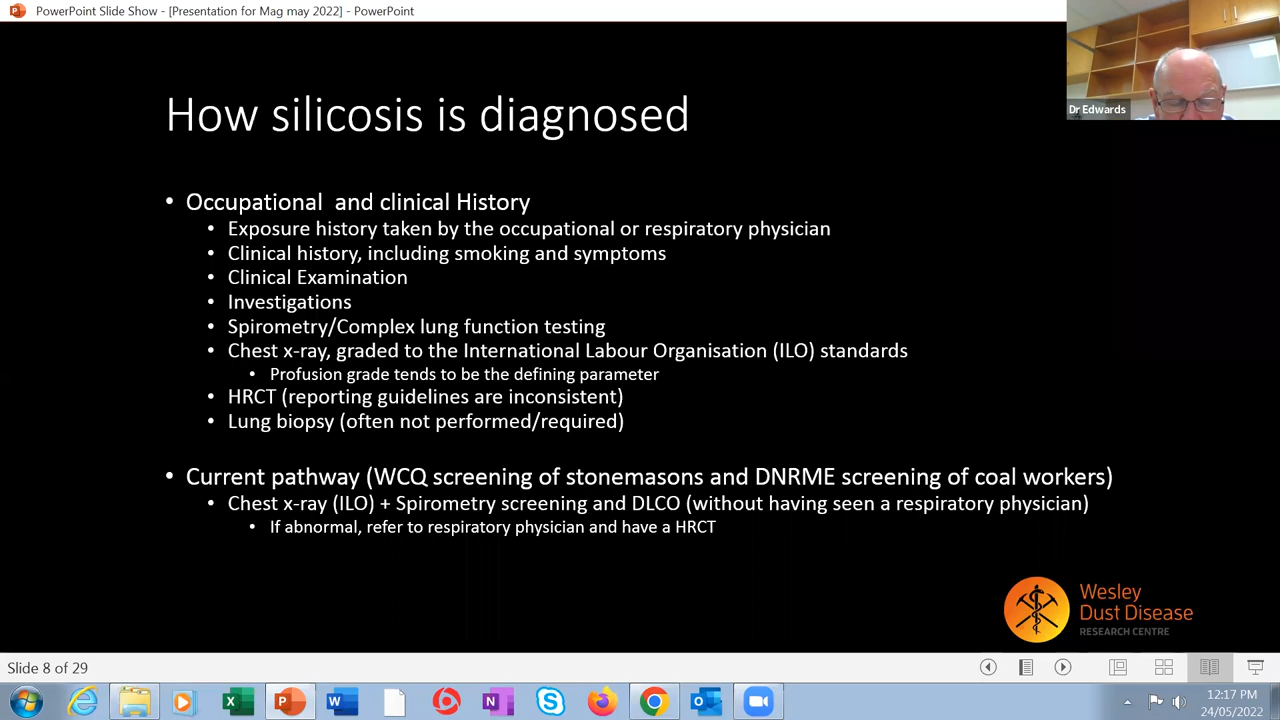 PowerPoint Slide Show - [Presentation for Mag may 2022] - PowerPoint
Dr Edwards
How silicosis is diagnosed
• Occupational and clinical History
• Exposure history taken by the occupational or respiratory physician
• Clinical history, including smoking and symptoms
• Clinical Examination
• Investigations
• Spirometry/Complex lung function testing
• Chest x-ray, graded to the International Labour Organisation (ILO) standards
• Profusion grade tends to be the defining parameter
• HRCT (reporting guidelines are inconsistent)
• Lung biopsy (often not performed/required)
• Current pathway (WCQ screening of stonemasons and DNRME screening of coal workers)
• Chest x-ray (ILO) + Spirometry screening and DLCO (without having seen a respiratory physician)
• If abnormal, refer to respiratory physician and have a HRCT
Wesley
Dust Disease
RESEARCH CENTRE
Slide 8 of 29
12:17 PM
24/05/2022